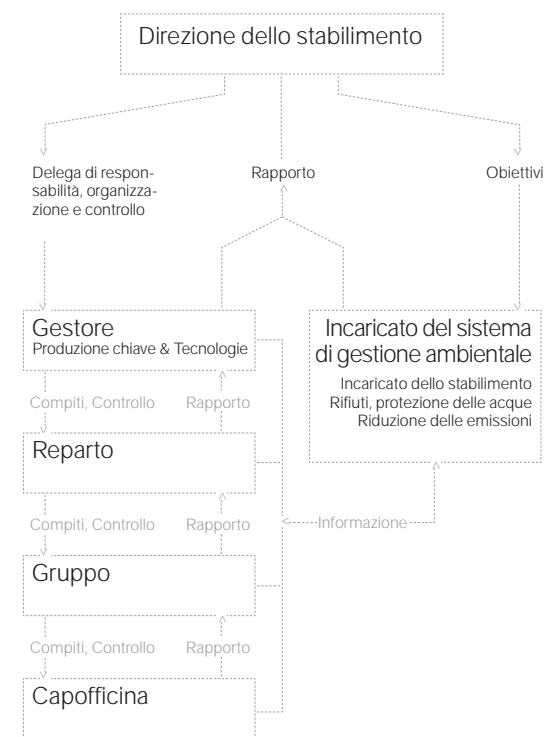 Direzione dello stabilimento
Delega di respon-
sabilità, organizza-
zione e controllo
Rapporto
Obiettivi
Gestore
Produzione chiave & Tecnologie
Incaricato del sistema
di gestione ambientale
Incaricato dello stabilimento
Rifiuti, protezione delle acque
Riduzione delle emissioni
Compiti, Controllo
Rapporto
Reparto
Compiti, Controllo
Rapporto
Informazione
Gruppo
Compiti, Controllo
Rapporto
Capofficina